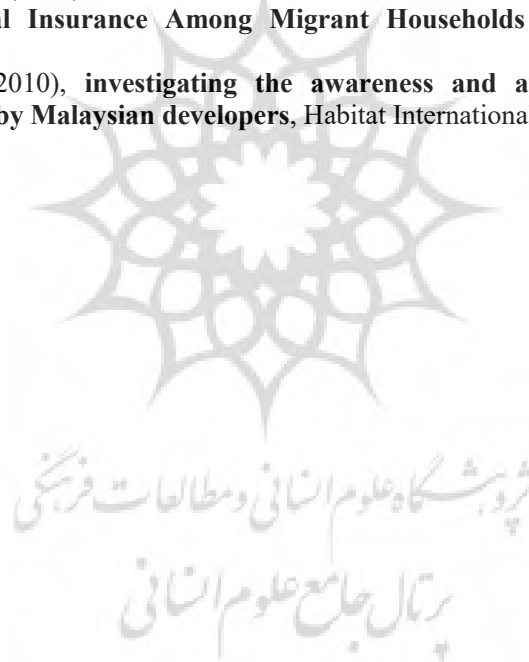 al Insurance Among Migrant Households
2010), investigating the awareness and a
by Malaysian developers, Habitat Internationa
پژوهشگاه علوم انسانی و مطالعات فرهنگی
پرتال جامع علوم انسانی